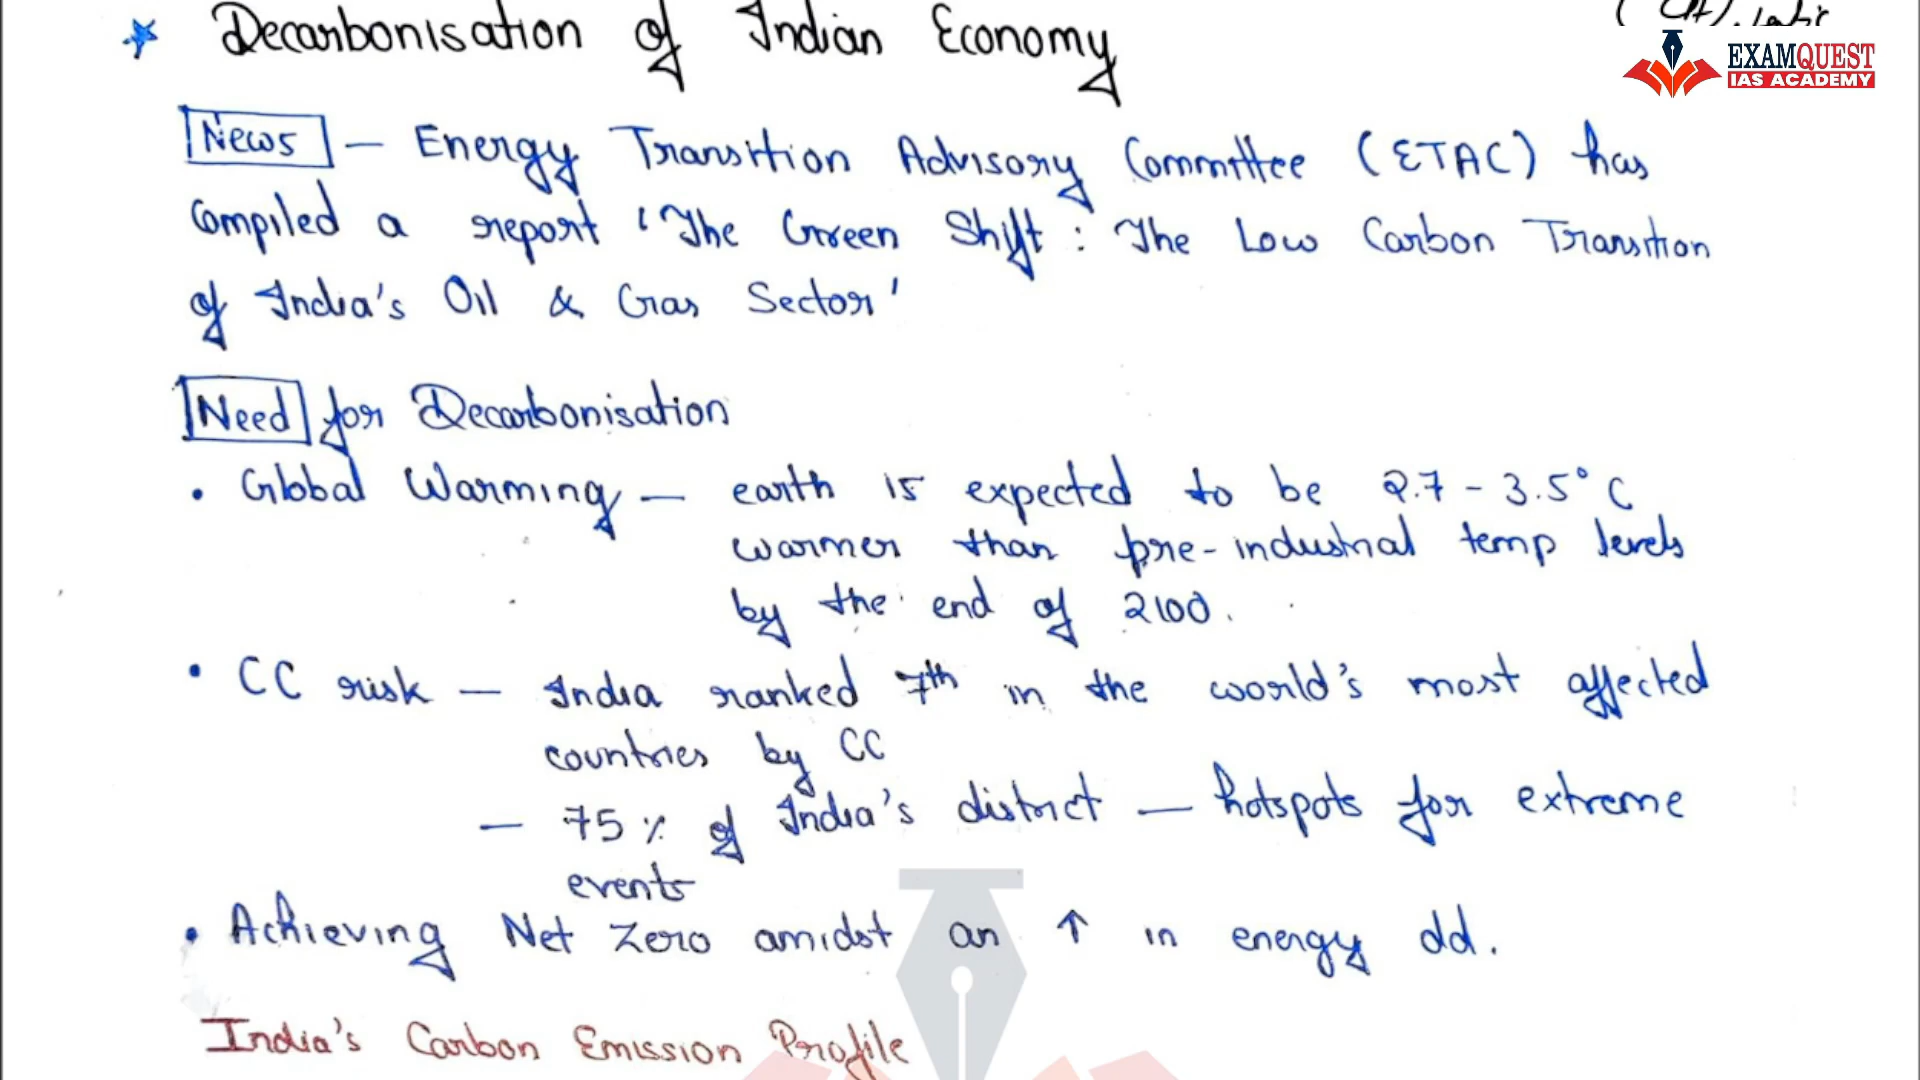 Decarbonisation of Indian Economy
EXAMQUEST
IAS ACADEMY
News — Energy Transition Advisory Committee (ETAC) has
Compiled a report 'The Green Shift: The Low Carbon Transition
of India's Oil & Gas Sector'
Need for Decarbonisation
• Global Warming — earth is expected to be 2.7 - 3.5°C
warmer than pre-industrial temp levels
by the end of 2100.
• CC risk — India ranked 7th in the world's most affected
countries by CC
— 75% of India's district — hotspots for extreme
events
• Achieving Net Zero amidst an ↑ in energy dd.
India's Carbon Emission Profile